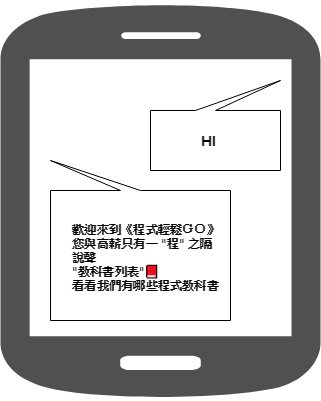 HI
歡迎來到《程式輕鬆GO》
您與高薪只有一 "程" 之隔
說聲
"教科書列表"📕
看看我們有哪些程式教科書